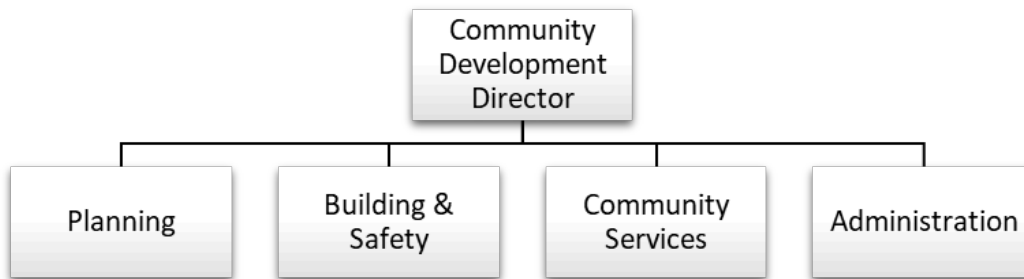 Community
Development
Director
Planning
Building &
Safety
Community
Services
Administration